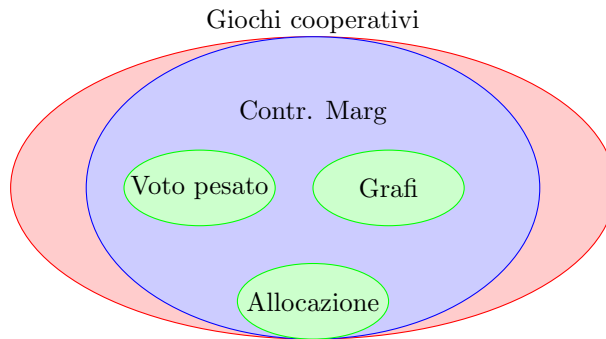 Giochi cooperativi
Contr. Marg
Voto pesato
Grafi
Allocazione